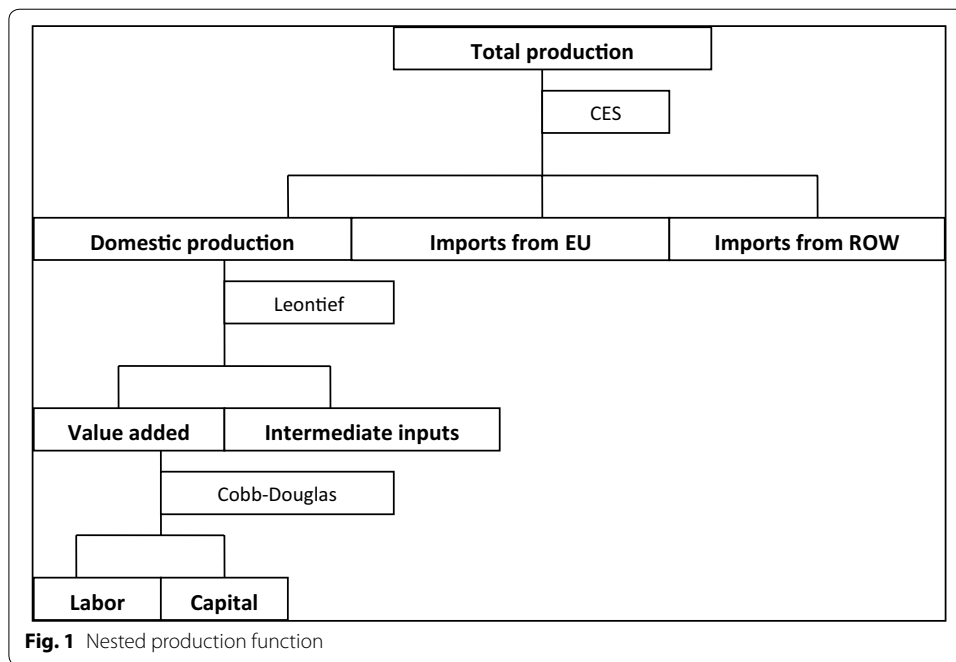 Total production
CES
Domestic production
Imports from EU
Imports from ROW
Leontief
Value added
Intermediate inputs
Cobb-Douglas
Labor
Capital
Fig. 1 Nested production function